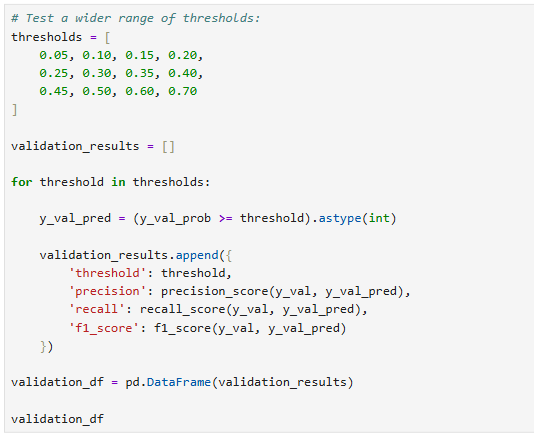 # Test a wider range of thresholds:
thresholds = [
    0.05, 0.10, 0.15, 0.20,
    0.25, 0.30, 0.35, 0.40,
    0.45, 0.50, 0.60, 0.70
]

validation_results = []

for threshold in thresholds:

    y_val_pred = (y_val_prob >= threshold).astype(int)

    validation_results.append({
        'threshold': threshold,
        'precision': precision_score(y_val, y_val_pred),
        'recall': recall_score(y_val, y_val_pred),
        'f1_score': f1_score(y_val, y_val_pred)
    })

validation_df = pd.DataFrame(validation_results)

validation_df